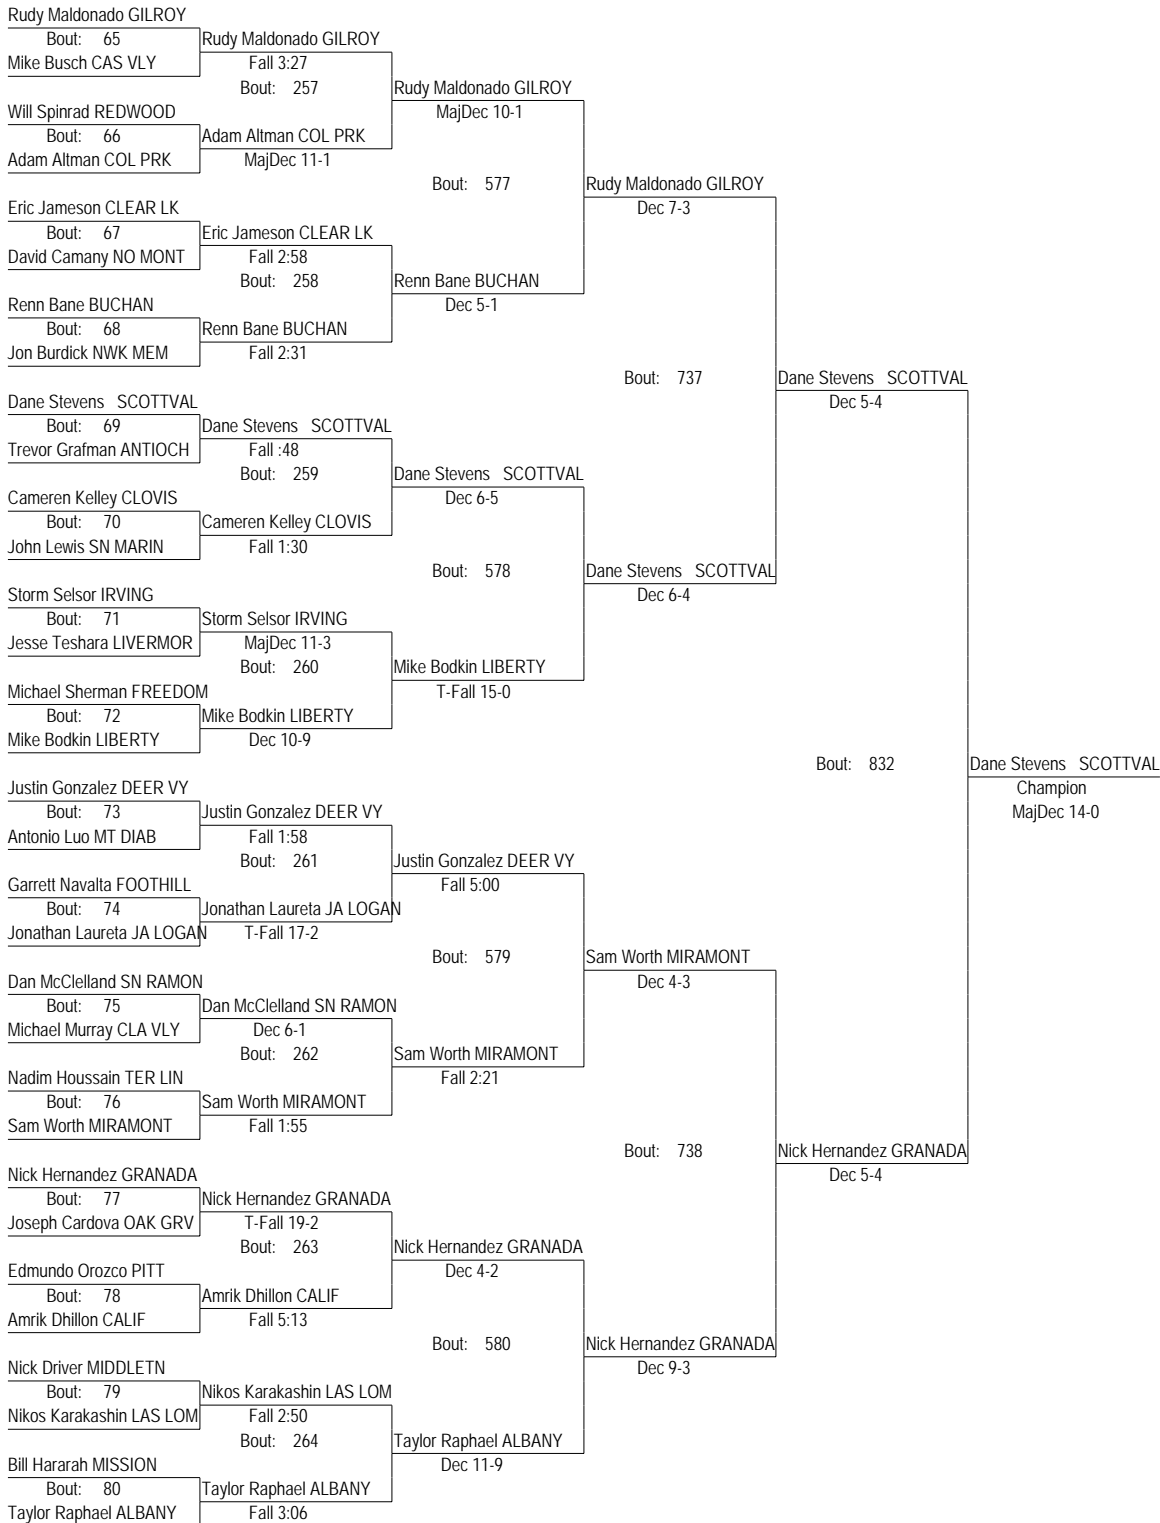 Rudy Maldonado GILROY
Bout: 65 Rudy Maldonado GILROY
Mike Busch CAS VLY Fall 3:27
Bout: 257 Rudy Maldonado GILROY
Will Spinrad REDWOOD MajDec 10-1
Bout: 66 Adam Altman COL PRK
Adam Altman COL PRK MajDec 11-1
Bout: 577 Rudy Maldonado GILROY
Eric Jameson CLEAR LK Dec 7-3
Bout: 67 Eric Jameson CLEAR LK
David Camany NO MONT Fall 2:58
Bout: 258 Renn Bane BUCHAN
Renn Bane BUCHAN Dec 5-1
Bout: 68 Renn Bane BUCHAN
Jon Burdick NWK MEM Fall 2:31
Bout: 737 Dane Stevens SCOTTVAL
Dane Stevens SCOTTVAL Dec 5-4
Bout: 69 Dane Stevens SCOTTVAL
Trevor Grafman ANTIOCH Fall :48
Bout: 259 Dane Stevens SCOTTVAL
Cameren Kelley CLOVIS Dec 6-5
Bout: 70 Cameren Kelley CLOVIS
John Lewis SN MARIN Fall 1:30
Bout: 578 Dane Stevens SCOTTVAL
Storm Selsor IRVING Dec 6-4
Bout: 71 Storm Selsor IRVING
Jesse Teshara LIVERMOR MajDec 11-3
Bout: 260 Mike Bodkin LIBERTY
Michael Sherman FREEDOM T-Fall 15-0
Bout: 72 Mike Bodkin LIBERTY
Mike Bodkin LIBERTY Dec 10-9
Bout: 832 Dane Stevens SCOTTVAL
Justin Gonzalez DEER VY Champion
Bout: 73 Justin Gonzalez DEER VY MajDec 14-0
Antonio Luo MT DIAB Fall 1:58
Bout: 261 Justin Gonzalez DEER VY
Garrett Navalta FOOTHILL Fall 5:00
Bout: 74 Jonathan Laureta JA LOGAN
Jonathan Laureta JA LOGAN T-Fall 17-2
Bout: 579 Sam Worth MIRAMONT
Dan McClelland SN RAMON Dec 4-3
Bout: 75 Dan McClelland SN RAMON
Michael Murray CLA VLY Dec 6-1
Bout: 262 Sam Worth MIRAMONT
Nadim Houssain TER LIN Fall 2:21
Bout: 76 Sam Worth MIRAMONT
Sam Worth MIRAMONT Fall 1:55
Bout: 738 Nick Hernandez GRANADA
Nick Hernandez GRANADA Dec 5-4
Bout: 77 Nick Hernandez GRANADA
Joseph Cardova OAK GRV T-Fall 19-2
Bout: 263 Nick Hernandez GRANADA
Edmundo Orozco PITT Dec 4-2
Bout: 78 Amrik Dhillon CALIF
Amrik Dhillon CALIF Fall 5:13
Bout: 580 Nick Hernandez GRANADA
Nick Driver MIDDLETN Dec 9-3
Bout: 79 Nikos Karakashin LAS LOM
Nikos Karakashin LAS LOM Fall 2:50
Bout: 264 Taylor Raphael ALBANY
Bill Hararah MISSION Dec 11-9
Bout: 80 Taylor Raphael ALBANY
Taylor Raphael ALBANY Fall 3:06